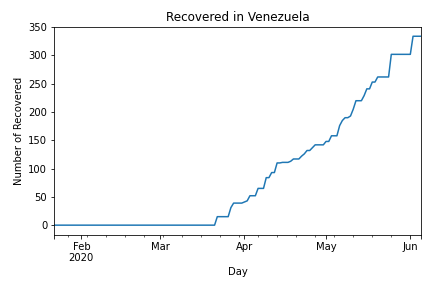 Recovered in Venezuela
350
300
250
200
150
100
50
0
Number of Recovered
Feb
2020
Mar
Apr
May
Jun
Day